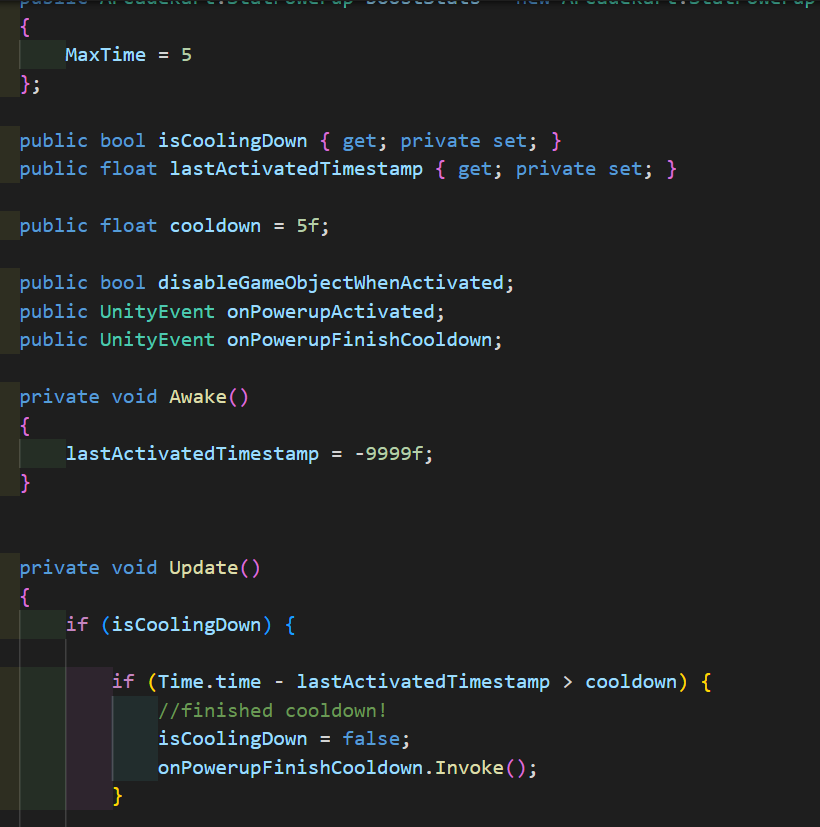 {
MaxTime = 5
};
public bool isCoolingDown { get; private set; }
public float lastActivatedTimestamp { get; private set; }
public float cooldown = 5f;
public bool disableGameObjectWhenActivated;
public UnityEvent onPowerupActivated;
public UnityEvent onPowerupFinishCooldown;
private void Awake()
{
lastActivatedTimestamp = -9999f;
}
private void Update()
{
if (isCoolingDown) {
if (Time.time - lastActivatedTimestamp > cooldown) {
//finished cooldown!
isCoolingDown = false;
onPowerupFinishCooldown.Invoke();
}